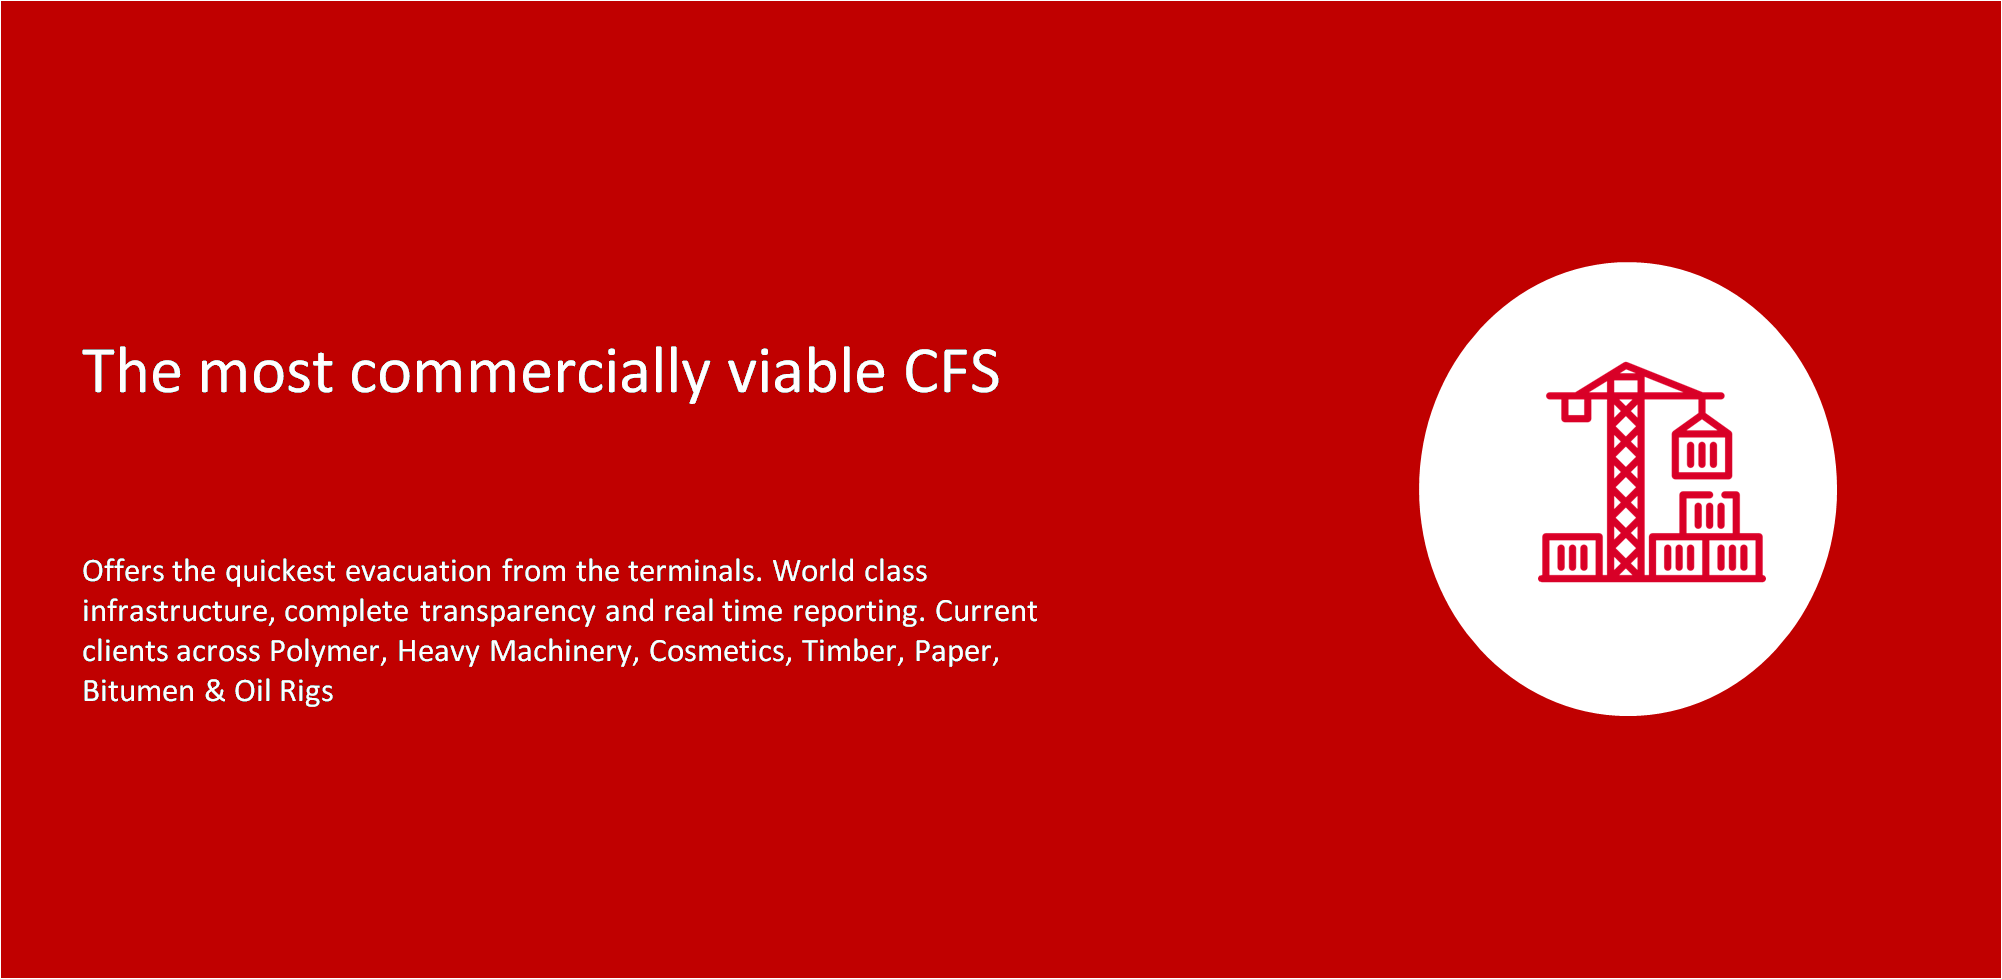 The most commercially viable CFS
Offers the quickest evacuation from the terminals. World class
infrastructure, complete transparency and real time reporting. Current
clients across Polymer, Heavy Machinery, Cosmetics, Timber, Paper,
Bitumen & Oil Rigs